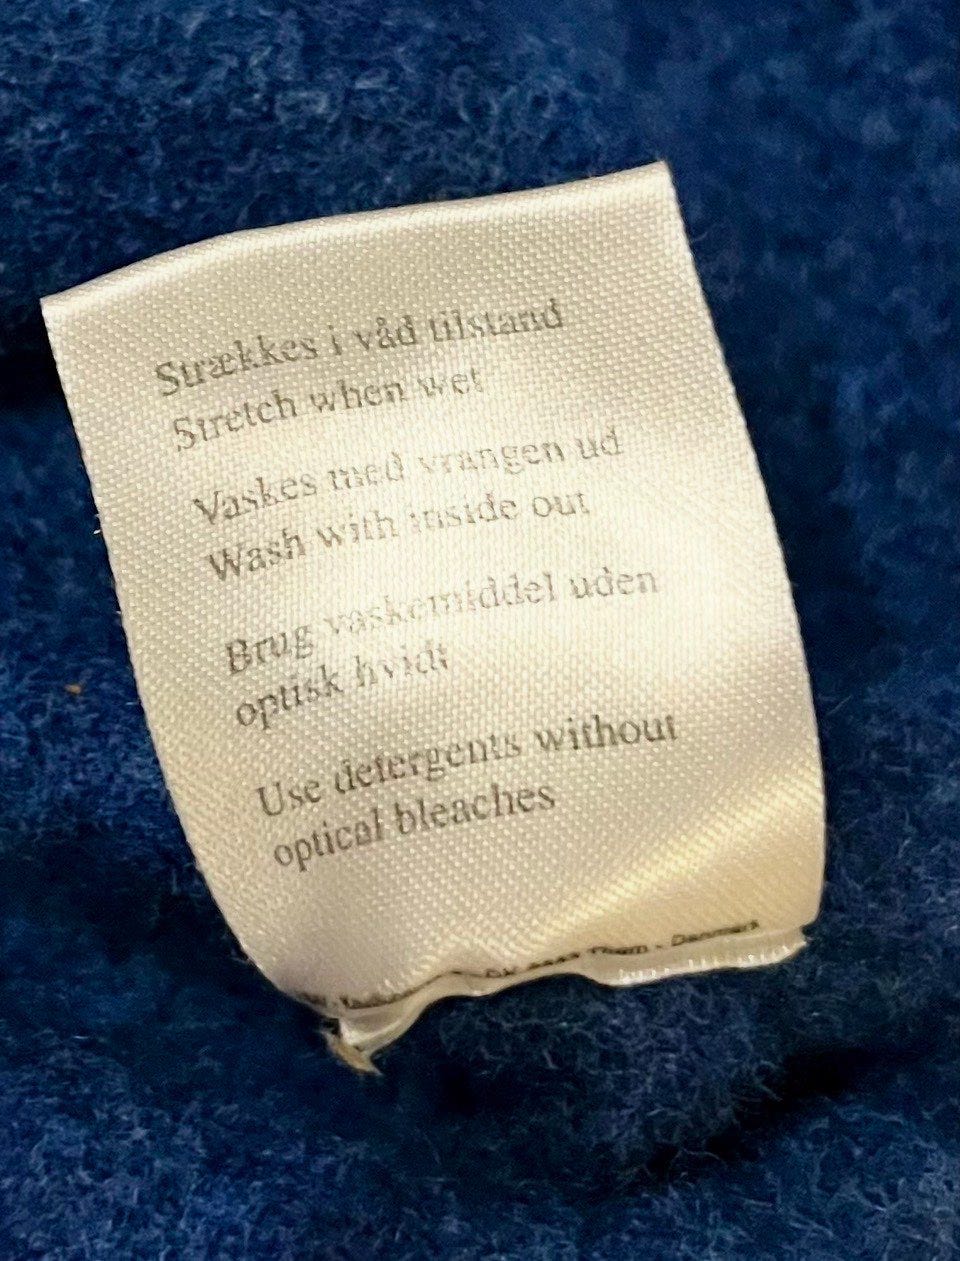 Strækkes i våd tilstand
Stretch when wet
Vaskes med vrangen ud
Wash with inside out
Brug vaskemiddel uden
optisk hvidt
Use detergents without
optical bleaches
Danmark